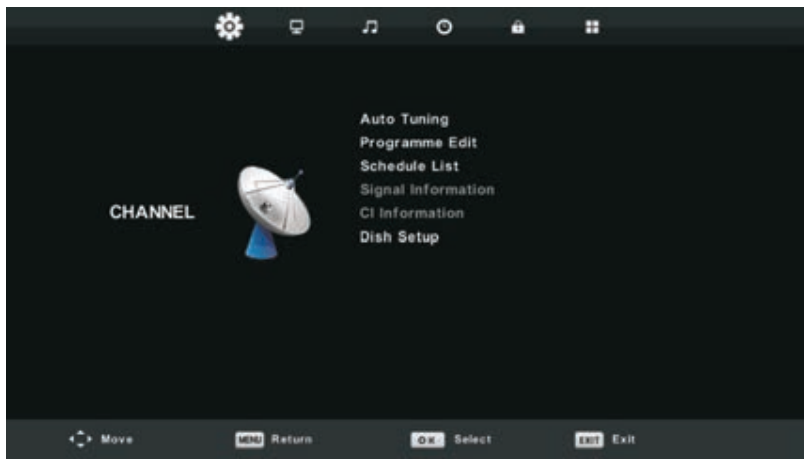 Auto Tuning
Programme Edit
Schedule List
Signal Information
CHANNEL
CI Information
Dish Setup
Move
MENU Return
OK Select
EXIT Exit